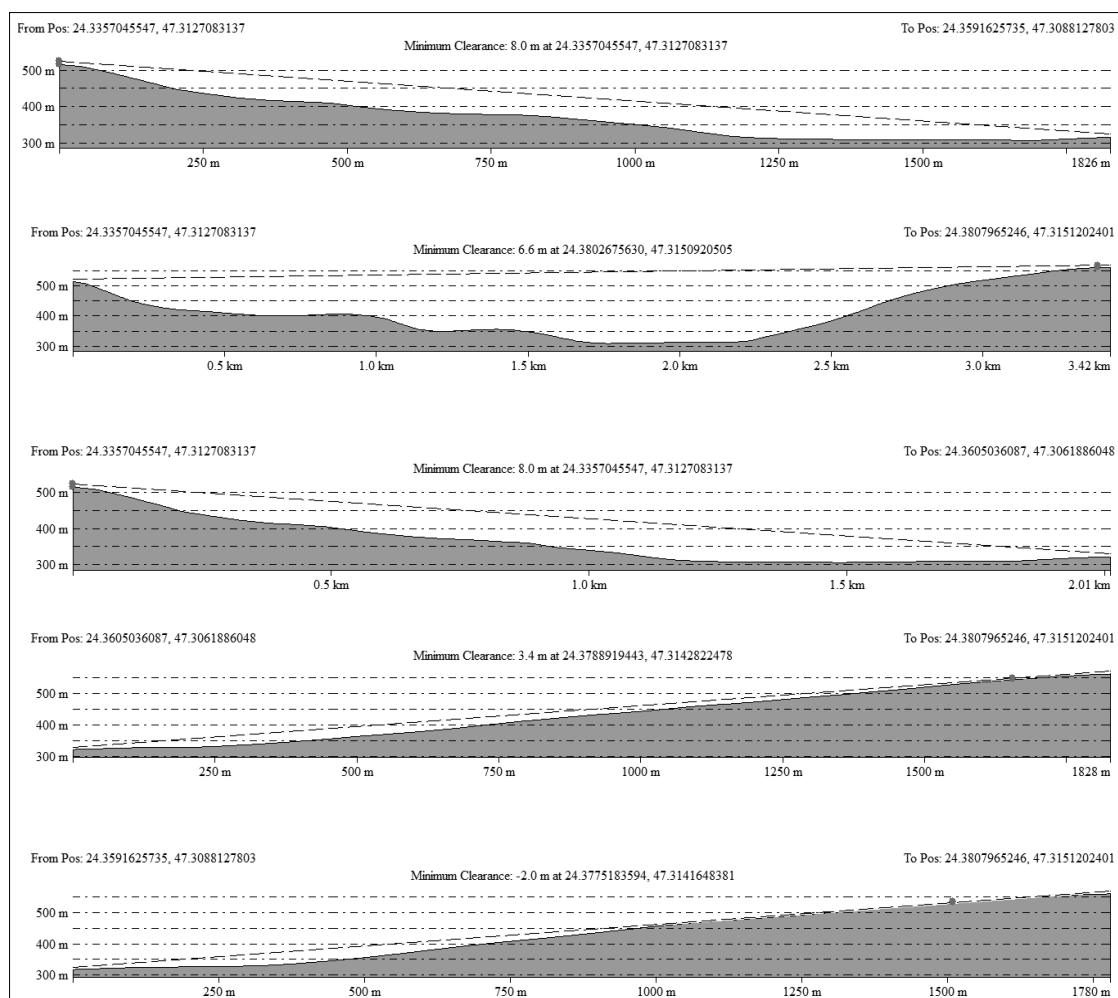 From Pos: 24.3357045547, 47.3127083137 To Pos: 24.3591625735, 47.3088127803
Minimum Clearance: 8.0 m at 24.3357045547, 47.3127083137
500 m
400 m
300 m
250 m 500 m 750 m 1000 m 1250 m 1500 m 1826 m
From Pos: 24.3357045547, 47.3127083137 To Pos: 24.3807965246, 47.3151202401
Minimum Clearance: 6.6 m at 24.3802675630, 47.3150920505
500 m
400 m
300 m
0.5 km 1.0 km 1.5 km 2.0 km 2.5 km 3.0 km 3.42 km
From Pos: 24.3357045547, 47.3127083137 To Pos: 24.3605036087, 47.3061886048
Minimum Clearance: 8.0 m at 24.3357045547, 47.3127083137
500 m
400 m
300 m
0.5 km 1.0 km 1.5 km 2.01 km
From Pos: 24.3605036087, 47.3061886048 To Pos: 24.3807965246, 47.3151202401
Minimum Clearance: 3.4 m at 24.3788919443, 47.3142822478
500 m
400 m
300 m
250 m 500 m 750 m 1000 m 1250 m 1500 m 1828 m
From Pos: 24.3591625735, 47.3088127803 To Pos: 24.3807965246, 47.3151202401
Minimum Clearance: -2.0 m at 24.3775183594, 47.3141648381
500 m
400 m
300 m
250 m 500 m 750 m 1000 m 1250 m 1500 m 1780 m